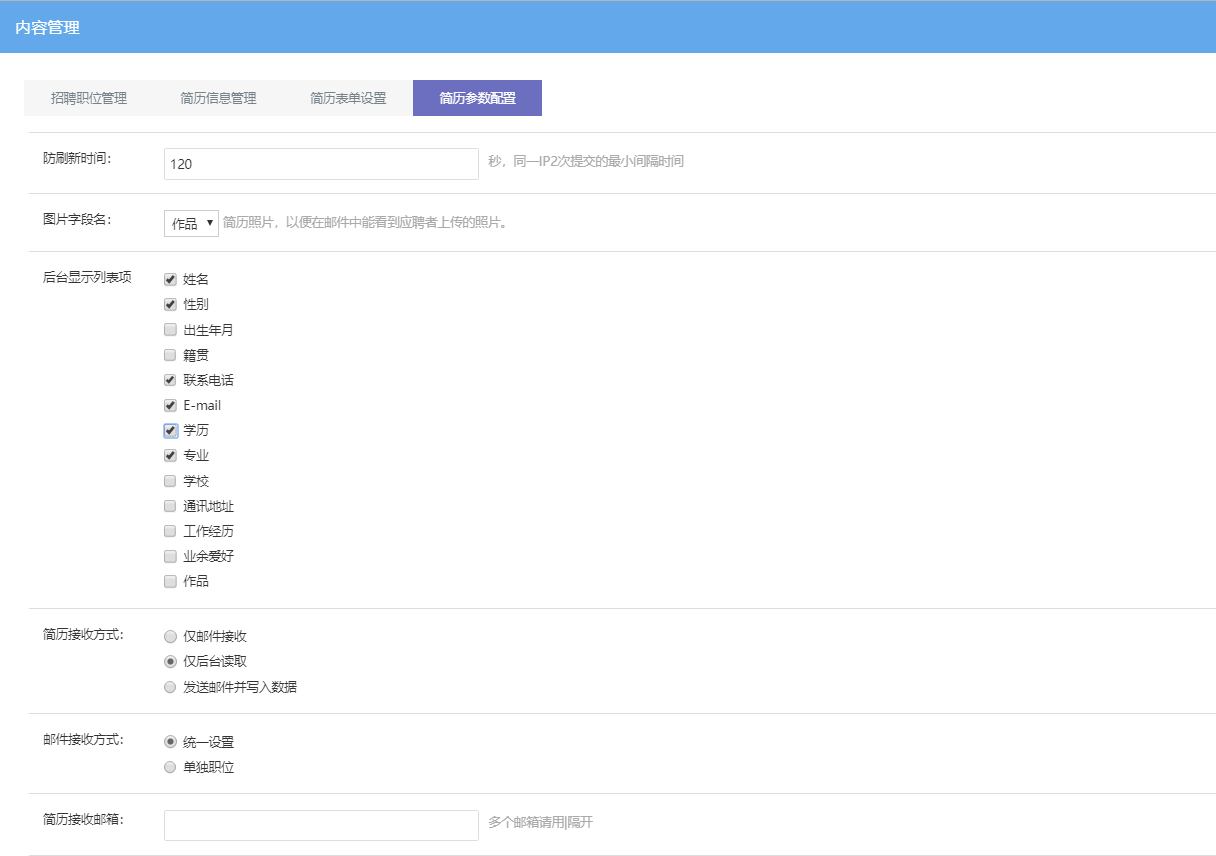 内容管理
招聘职位管理 简历信息管理 简历表单设置 简历参数配置
防刷新时间： 120 秒，同一IP2次提交的最小间隔时间
图片字段名： 作品 简历照片，以便在邮件中能看到应聘者上传的照片。
后台显示列表项 姓名
性别
出生年月
籍贯
联系电话
E-mail
学历
专业
学校
通讯地址
工作经历
业余爱好
作品
简历接收方式： 仅邮件接收
仅后台读取
发送邮件并写入数据
邮件接收方式： 统一设置
单独职位
简历接收邮箱： 多个邮箱请用|隔开